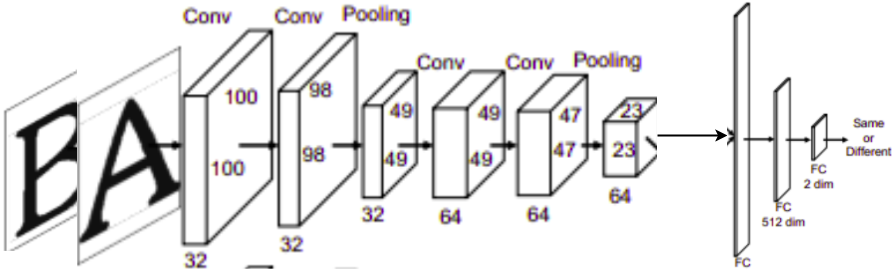 Conv Conv Pooling
B A
100 98 49 Conv 49 Conv 47 Pooling 23
100 98 49 49 47 23
32 32 32 64 64 64
FC
FC
512 dim
FC
2 dim
Same
or
Different